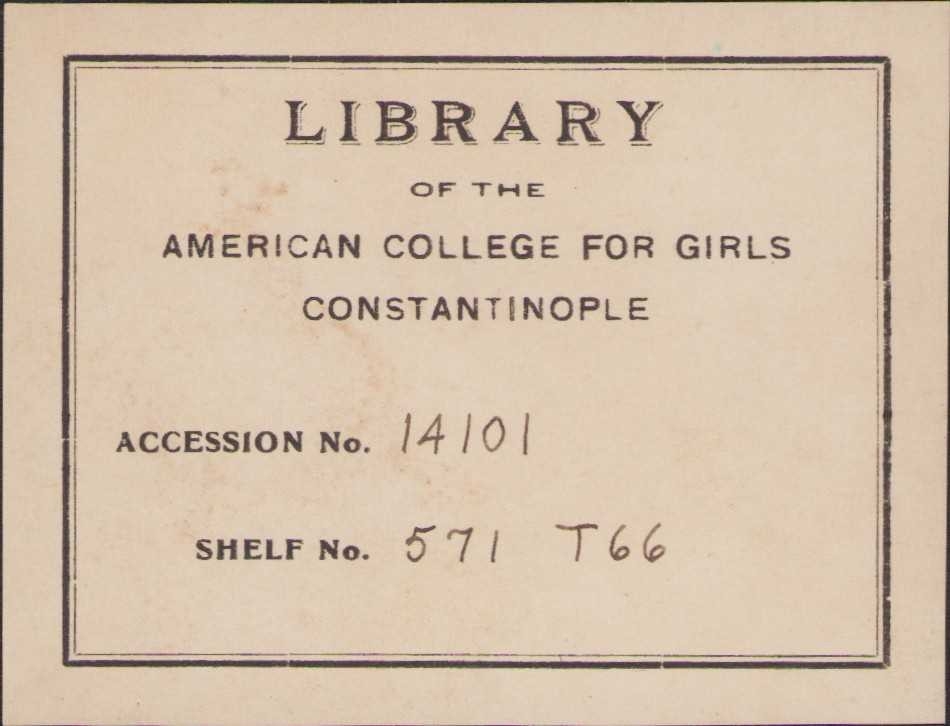 LIBRARY
OF THE
AMERICAN COLLEGE FOR GIRLS
CONSTANTINOPLE
ACCESSION No. 14101
SHELF No. 571 T66